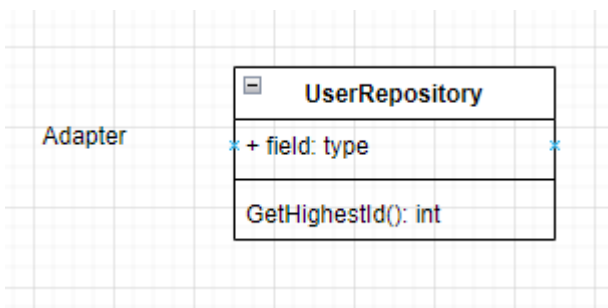 UserRepository
Adapter
+ field: type
GetHighestId(): int